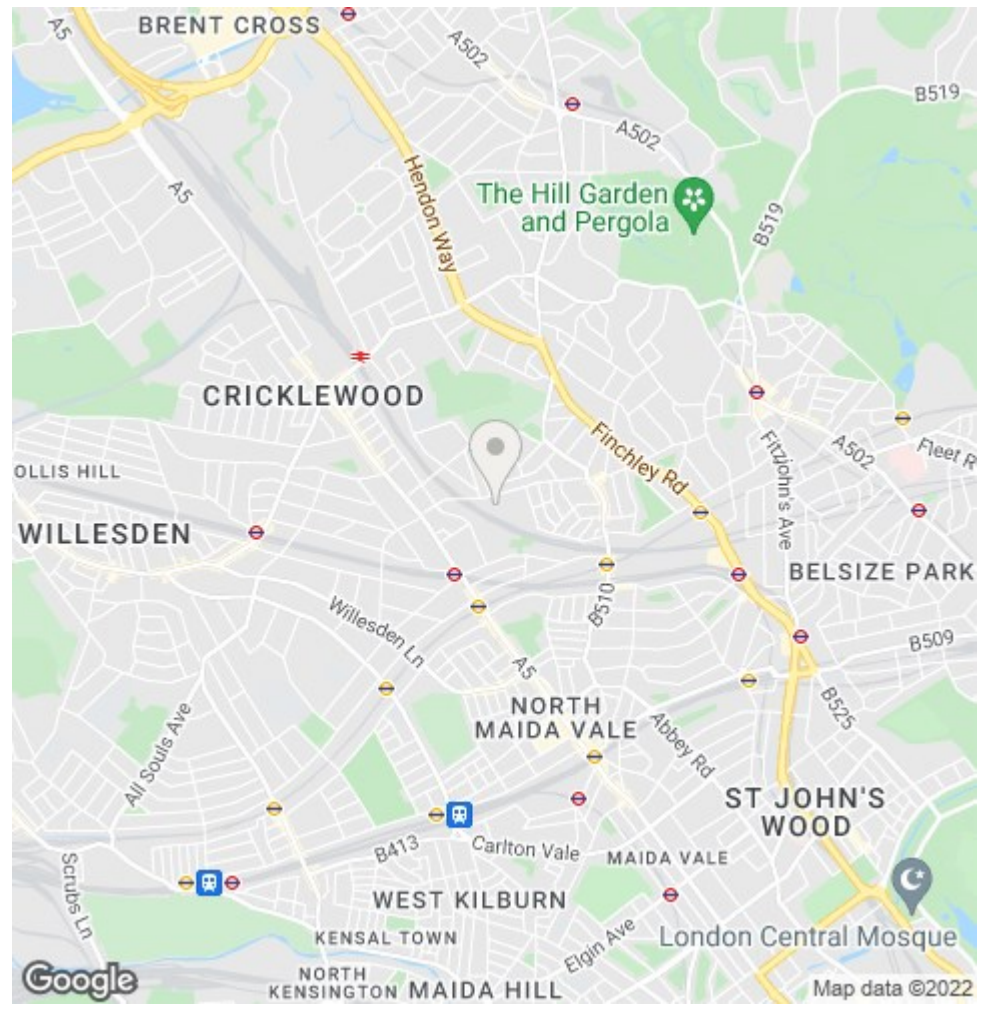 BRENT CROSS
A5
A502
B519
A502
A5
Hendon Way
The Hill Garden
and Pergola
B519
CRICKLEWOOD
Finchley Rd
Fitzjohn's Ave
A502
Fleet R
OLLIS HILL
WILLESDEN
BELSIZE PARK
B510
Willesden Ln
B509
A5
B525
NORTH
MAIDA VALE
Abbey Rd
All Souls Ave
ST JOHN'S
WOOD
B413
Carlton Vale
MAIDA VALE
Scrubs Ln
WEST KILBURN
KENSAL TOWN
Elgin Ave
London Central Mosque
NORTH
KENSINGTON
MAIDA HILL
Google
Map data ©2022